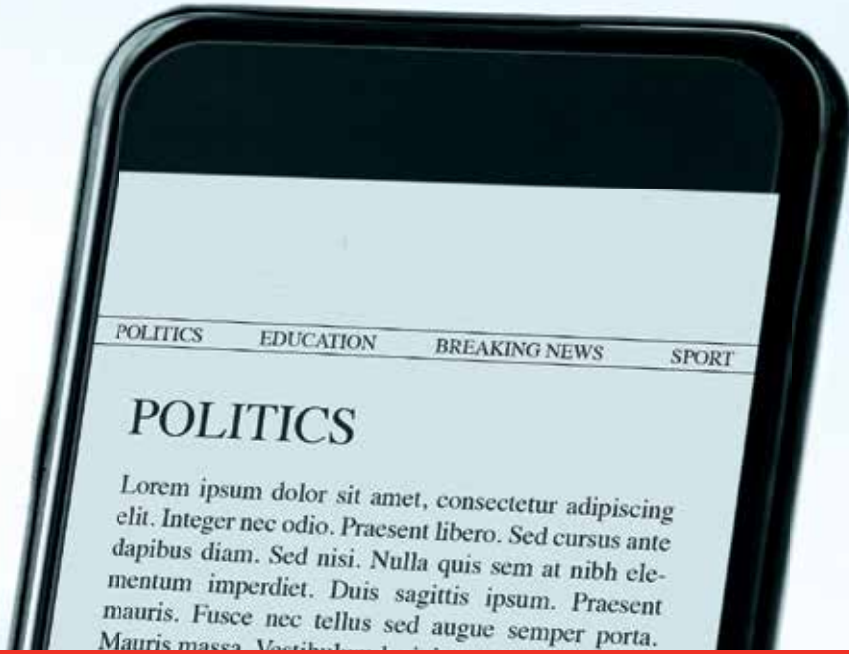 POLITICS EDUCATION BREAKING NEWS SPORT
POLITICS
Lorem ipsum dolor sit amet, consectetur adipiscing
elit. Integer nec odio. Praesent libero. Sed cursus ante
dapibus diam. Sed nisi. Nulla quis sem at nibh ele-
mentum imperdiet. Duis sagittis ipsum. Praesent
mauris. Fusce nec tellus sed augue semper porta.
Mauris massa.